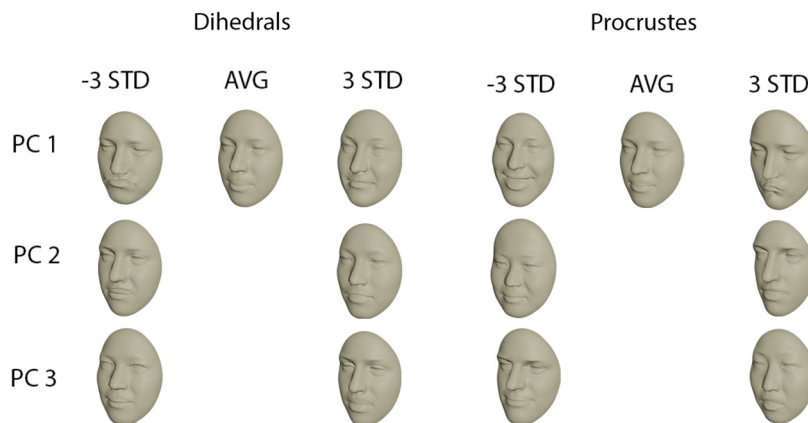 Dihedrals Procrustes
-3 STD AVG 3 STD -3 STD AVG 3 STD
PC 1
PC 2
PC 3